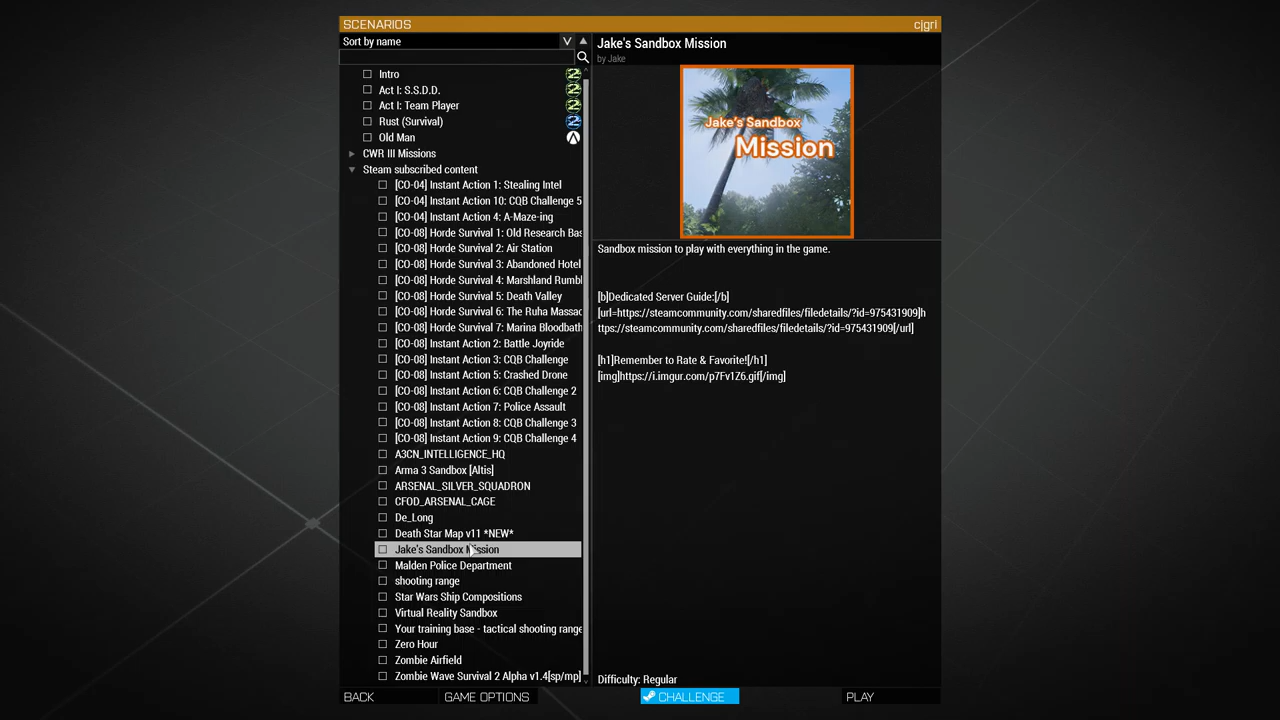 SCENARIOS
cjgrl
Sort by name
Intro
Act I: S.S.D.D.
Act I: Team Player
Rust (Survival)
Old Man
CWR III Missions
Steam subscribed content
[CO-04] Instant Action 1: Stealing Intel
[CO-04] Instant Action 10: CQB Challenge 5
[CO-04] Instant Action 4: A-Maze-ing
[CO-08] Horde Survival 1: Old Research Bas
[CO-08] Horde Survival 2: Air Station
[CO-08] Horde Survival 3: Abandoned Hotel
[CO-08] Horde Survival 4: Marshland Rumbl
[CO-08] Horde Survival 5: Death Valley
[CO-08] Horde Survival 6: The Ruha Massac
[CO-08] Horde Survival 7: Marina Bloodbath
[CO-08] Instant Action 2: Battle Joyride
[CO-08] Instant Action 3: CQB Challenge
[CO-08] Instant Action 5: Crashed Drone
[CO-08] Instant Action 6: CQB Challenge 2
[CO-08] Instant Action 7: Police Assault
[CO-08] Instant Action 8: CQB Challenge 3
[CO-08] Instant Action 9: CQB Challenge 4
A3CN_INTELLIGENCE_HQ
Arma 3 Sandbox [Altis]
ARSENAL_SILVER_SQUADRON
CFOD_ARSENAL_CAGE
De_Long
Death Star Map v11 *NEW*
Jake's Sandbox Mission
Malden Police Department
shooting range
Star Wars Ship Compositions
Virtual Reality Sandbox
Your training base - tactical shooting range
Zero Hour
Zombie Airfield
Zombie Wave Survival 2 Alpha v1.4[sp/mp]
Jake's Sandbox Mission
by Jake
Jake's Sandbox
Mission
Sandbox mission to play with everything in the game.
[b]Dedicated Server Guide:[/b]
[url=https://steamcommunity.com/sharedfiles/filedetails/?id=975431909]h
ttps://steamcommunity.com/sharedfiles/filedetails/?id=975431909[/url]
[h1]Remember to Rate & Favorite![/h1]
[img]https://i.imgur.com/p7Fv1Z6.gif[/img]
Difficulty: Regular
BACK
GAME OPTIONS
CHALLENGE
PLAY